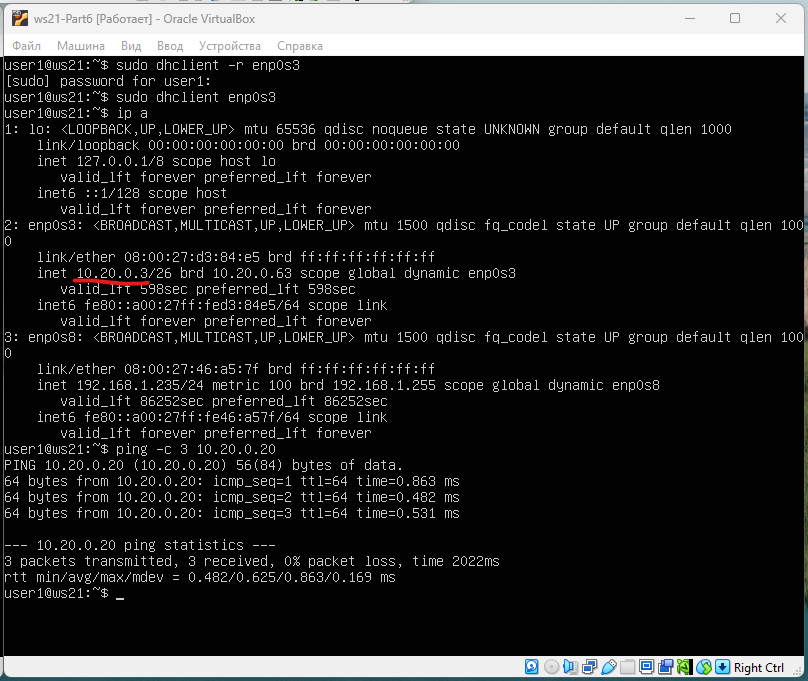 ws21-Part6 [Работает] - Oracle VirtualBox
Файл Машина Вид Ввод Устройства Справка
user1@ws21:~$ sudo dhclient -r enp0s3
[sudo] password for user1:
user1@ws21:~$ sudo dhclient enp0s3
user1@ws21:~$ ip a
1: lo: <LOOPBACK,UP,LOWER_UP> mtu 65536 qdisc noqueue state UNKNOWN group default qlen 1000
    link/loopback 00:00:00:00:00:00 brd 00:00:00:00:00:00
    inet 127.0.0.1/8 scope host lo
       valid_lft forever preferred_lft forever
    inet6 ::1/128 scope host
       valid_lft forever preferred_lft forever
2: enp0s3: <BROADCAST,MULTICAST,UP,LOWER_UP> mtu 1500 qdisc fq_codel state UP group default qlen 100
0
    link/ether 08:00:27:d3:84:e5 brd ff:ff:ff:ff:ff:ff
    inet 10.20.0.3/26 brd 10.20.0.63 scope global dynamic enp0s3
       valid_lft 598sec preferred_lft 598sec
    inet6 fe80::a00:27ff:fed3:84e5/64 scope link
       valid_lft forever preferred_lft forever
3: enp0s8: <BROADCAST,MULTICAST,UP,LOWER_UP> mtu 1500 qdisc fq_codel state UP group default qlen 100
0
    link/ether 08:00:27:46:a5:7f brd ff:ff:ff:ff:ff:ff
    inet 192.168.1.235/24 metric 100 brd 192.168.1.255 scope global dynamic enp0s8
       valid_lft 86252sec preferred_lft 86252sec
    inet6 fe80::a00:27ff:fe46:a57f/64 scope link
       valid_lft forever preferred_lft forever
user1@ws21:~$ ping -c 3 10.20.0.20
PING 10.20.0.20 (10.20.0.20) 56(84) bytes of data.
64 bytes from 10.20.0.20: icmp_seq=1 ttl=64 time=0.863 ms
64 bytes from 10.20.0.20: icmp_seq=2 ttl=64 time=0.482 ms
64 bytes from 10.20.0.20: icmp_seq=3 ttl=64 time=0.531 ms
--- 10.20.0.20 ping statistics ---
3 packets transmitted, 3 received, 0% packet loss, time 2022ms
rtt min/avg/max/mdev = 0.482/0.625/0.863/0.169 ms
user1@ws21:~$ _
Right Ctrl